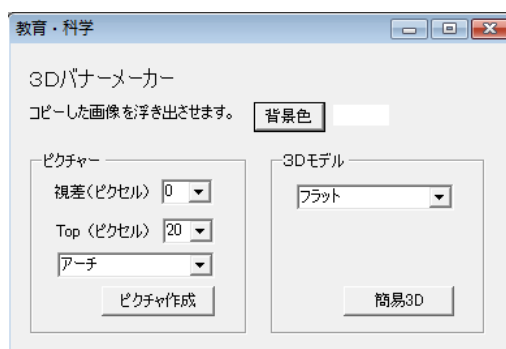 教育・科学
3Dバナーメーカー
コピーした画像を浮き出させます。 背景色
ピクチャー
視差(ピクセル) 0
Top (ピクセル) 20
アーチ
ピクチャ作成
3Dモデル
フラット
簡易3D